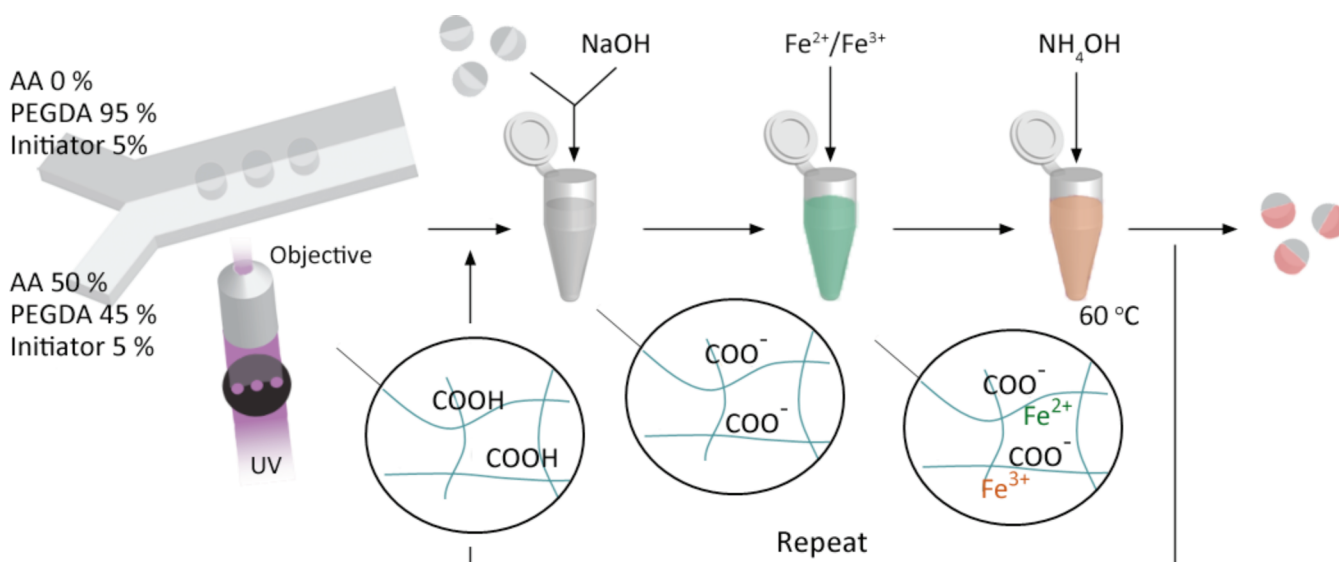 AA 0 %
PEGDA 95 %
Initiator 5%
AA 50 %
PEGDA 45 %
Initiator 5 %
Objective
UV
NaOH
Fe²⁺/Fe³⁺
NH₄OH
60 °C
COOH
COOH
COO⁻
COO⁻
COO⁻
Fe²⁺
COO⁻
Fe³⁺
Repeat